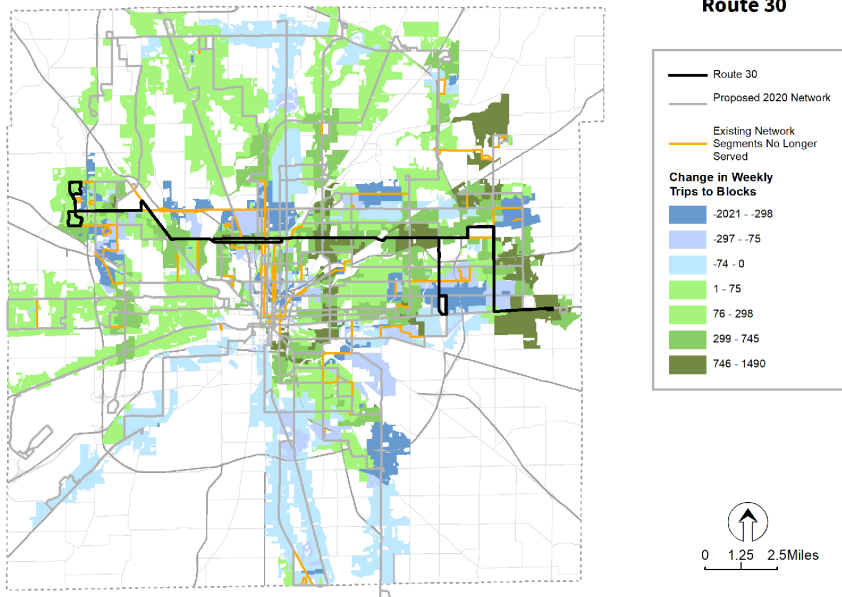 Route 30
Route 30
Proposed 2020 Network
Existing Network
Segments No Longer
Served
Change in Weekly
Trips to Blocks
-2021 - -298
-297 - -75
-74 - 0
1 - 75
76 - 298
299 - 745
746 - 1490
0 1.25 2.5Miles